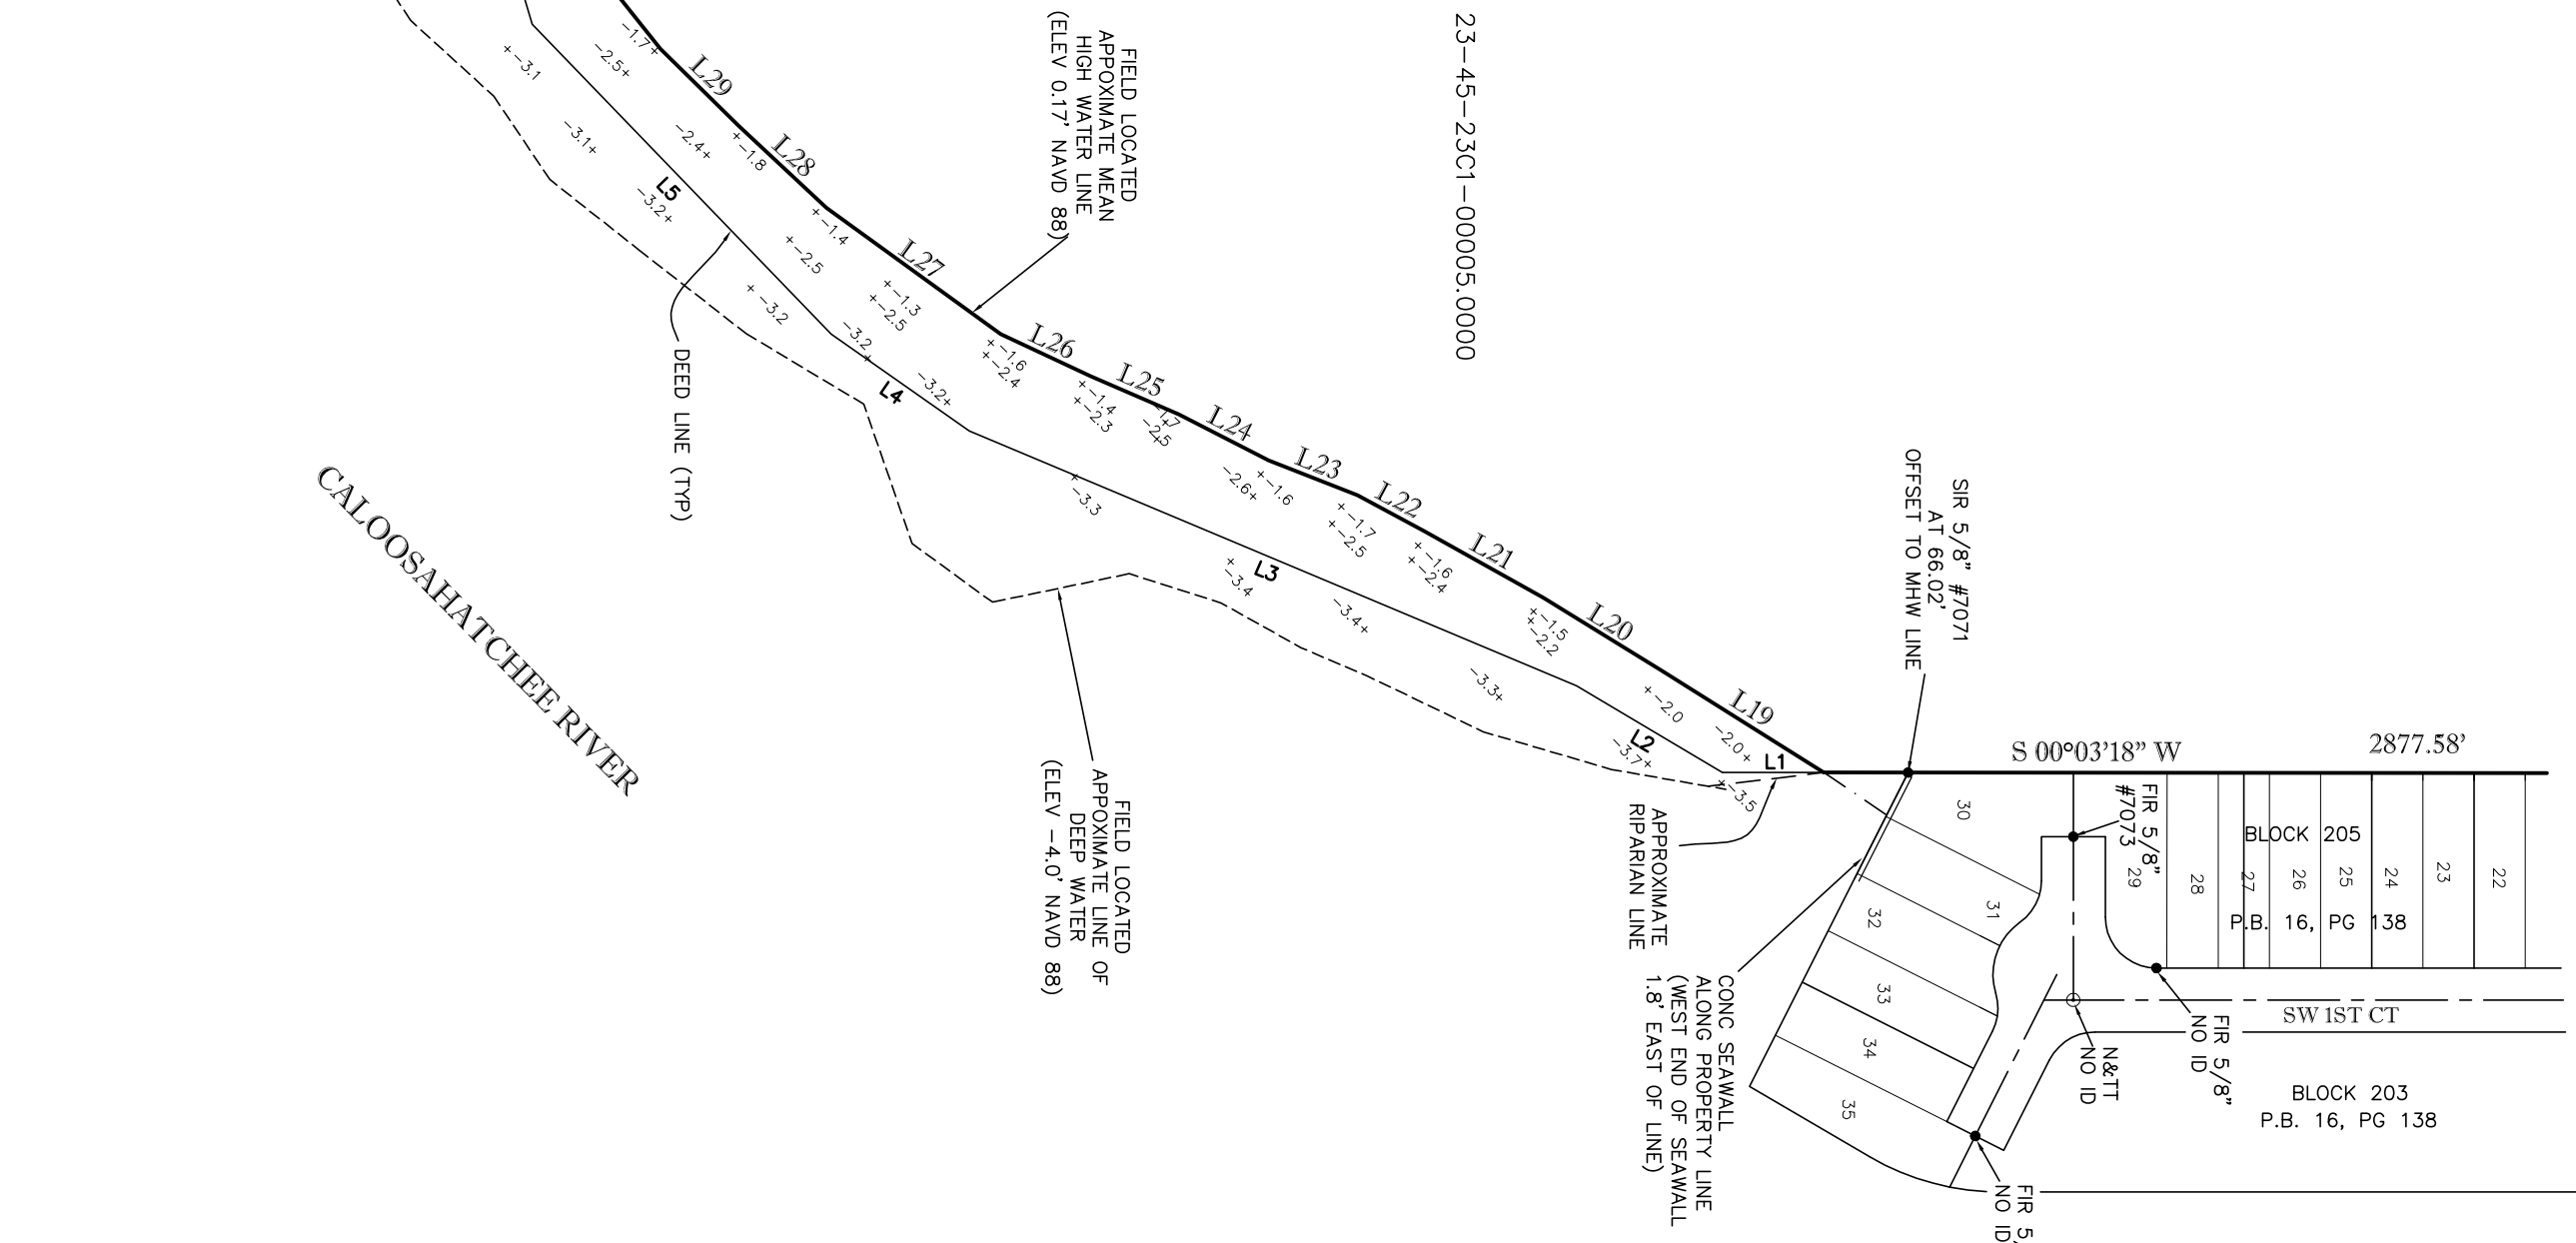 23-45-23C1-00005.0000
FIELD LOCATED
APPOXIMATE MEAN
HIGH WATER LINE
(ELEV 0.17' NAVD 88)
L29
L28
L27
L26
L25
L24
L23
L22
L21
L20
L19
-1.7+
-2.5+
+-3.1
-3.1+
-2.4+
+-1.8
L5
-3.2+
+-1.4
+-2.5
+-3.2
+-1.3
+-2.5
-3.2+
-3.2+
L4
+-1.6
+-2.4
+-1.4
+-2.3
-1.7+
-2.5+
+-3.3
-2.6+
+-1.6
+-1.7
+-2.5
+-1.6
+-2.4
L3
+-3.4
-3.4+
+-1.5
+-2.2
-3.3+
+-2.0
-2.0+
L2
-3.7+
L1
+-3.5
DEED LINE (TYP)
CALOOSAHATCHEE RIVER
FIELD LOCATED
APPOXIMATE LINE OF
DEEP WATER
(ELEV -4.0' NAVD 88)
SIR 5/8" #7071
AT 66.02'
OFFSET TO MHW LINE
S 00°03'18" W
2877.58'
APPROXIMATE
RIPARIAN LINE
CONC SEAWALL
ALONG PROPERTY LINE
(WEST END OF SEAWALL
1.8' EAST OF LINE)
FIR 5/8"
#7073
BLOCK 205
22
23
24
25
26
27
28
29
30
31
32
33
34
35
P.B. 16, PG 138
SW 1ST CT
FIR 5/8"
NO ID
N&TT
NO ID
BLOCK 203
P.B. 16, PG 138
FIR 5/
NO ID